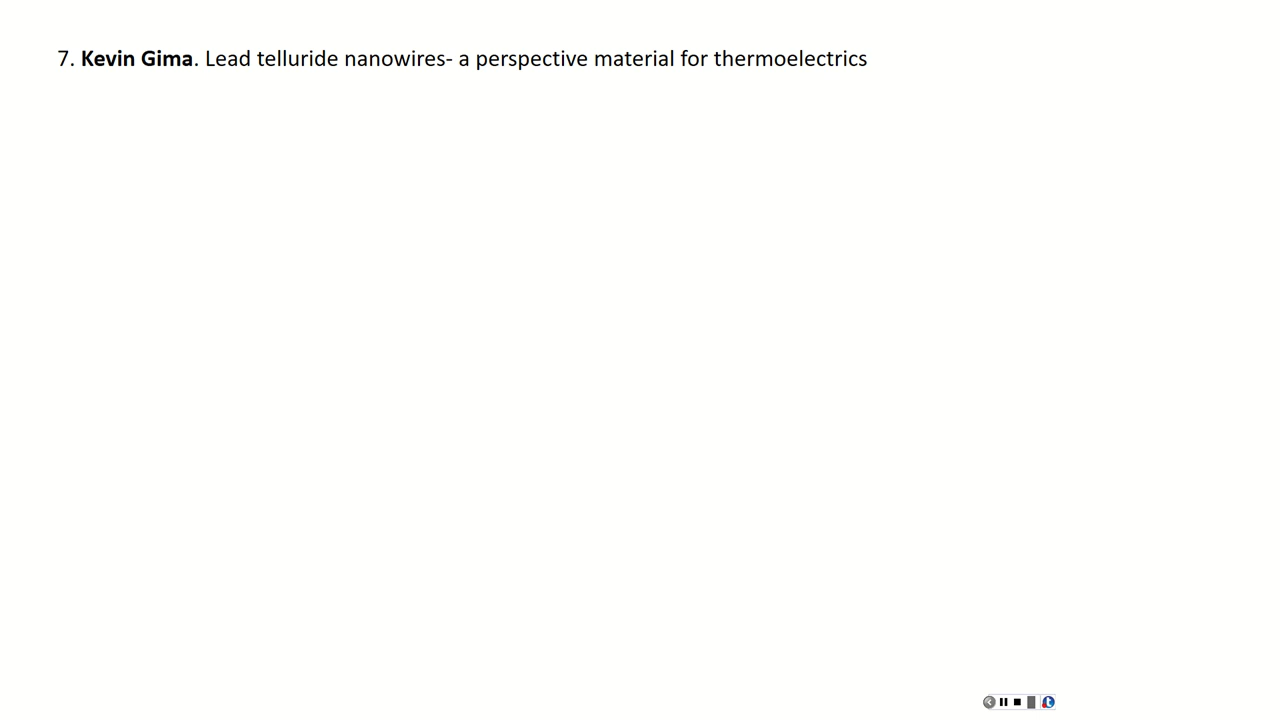 7. Kevin Gima. Lead telluride nanowires- a perspective material for thermoelectrics